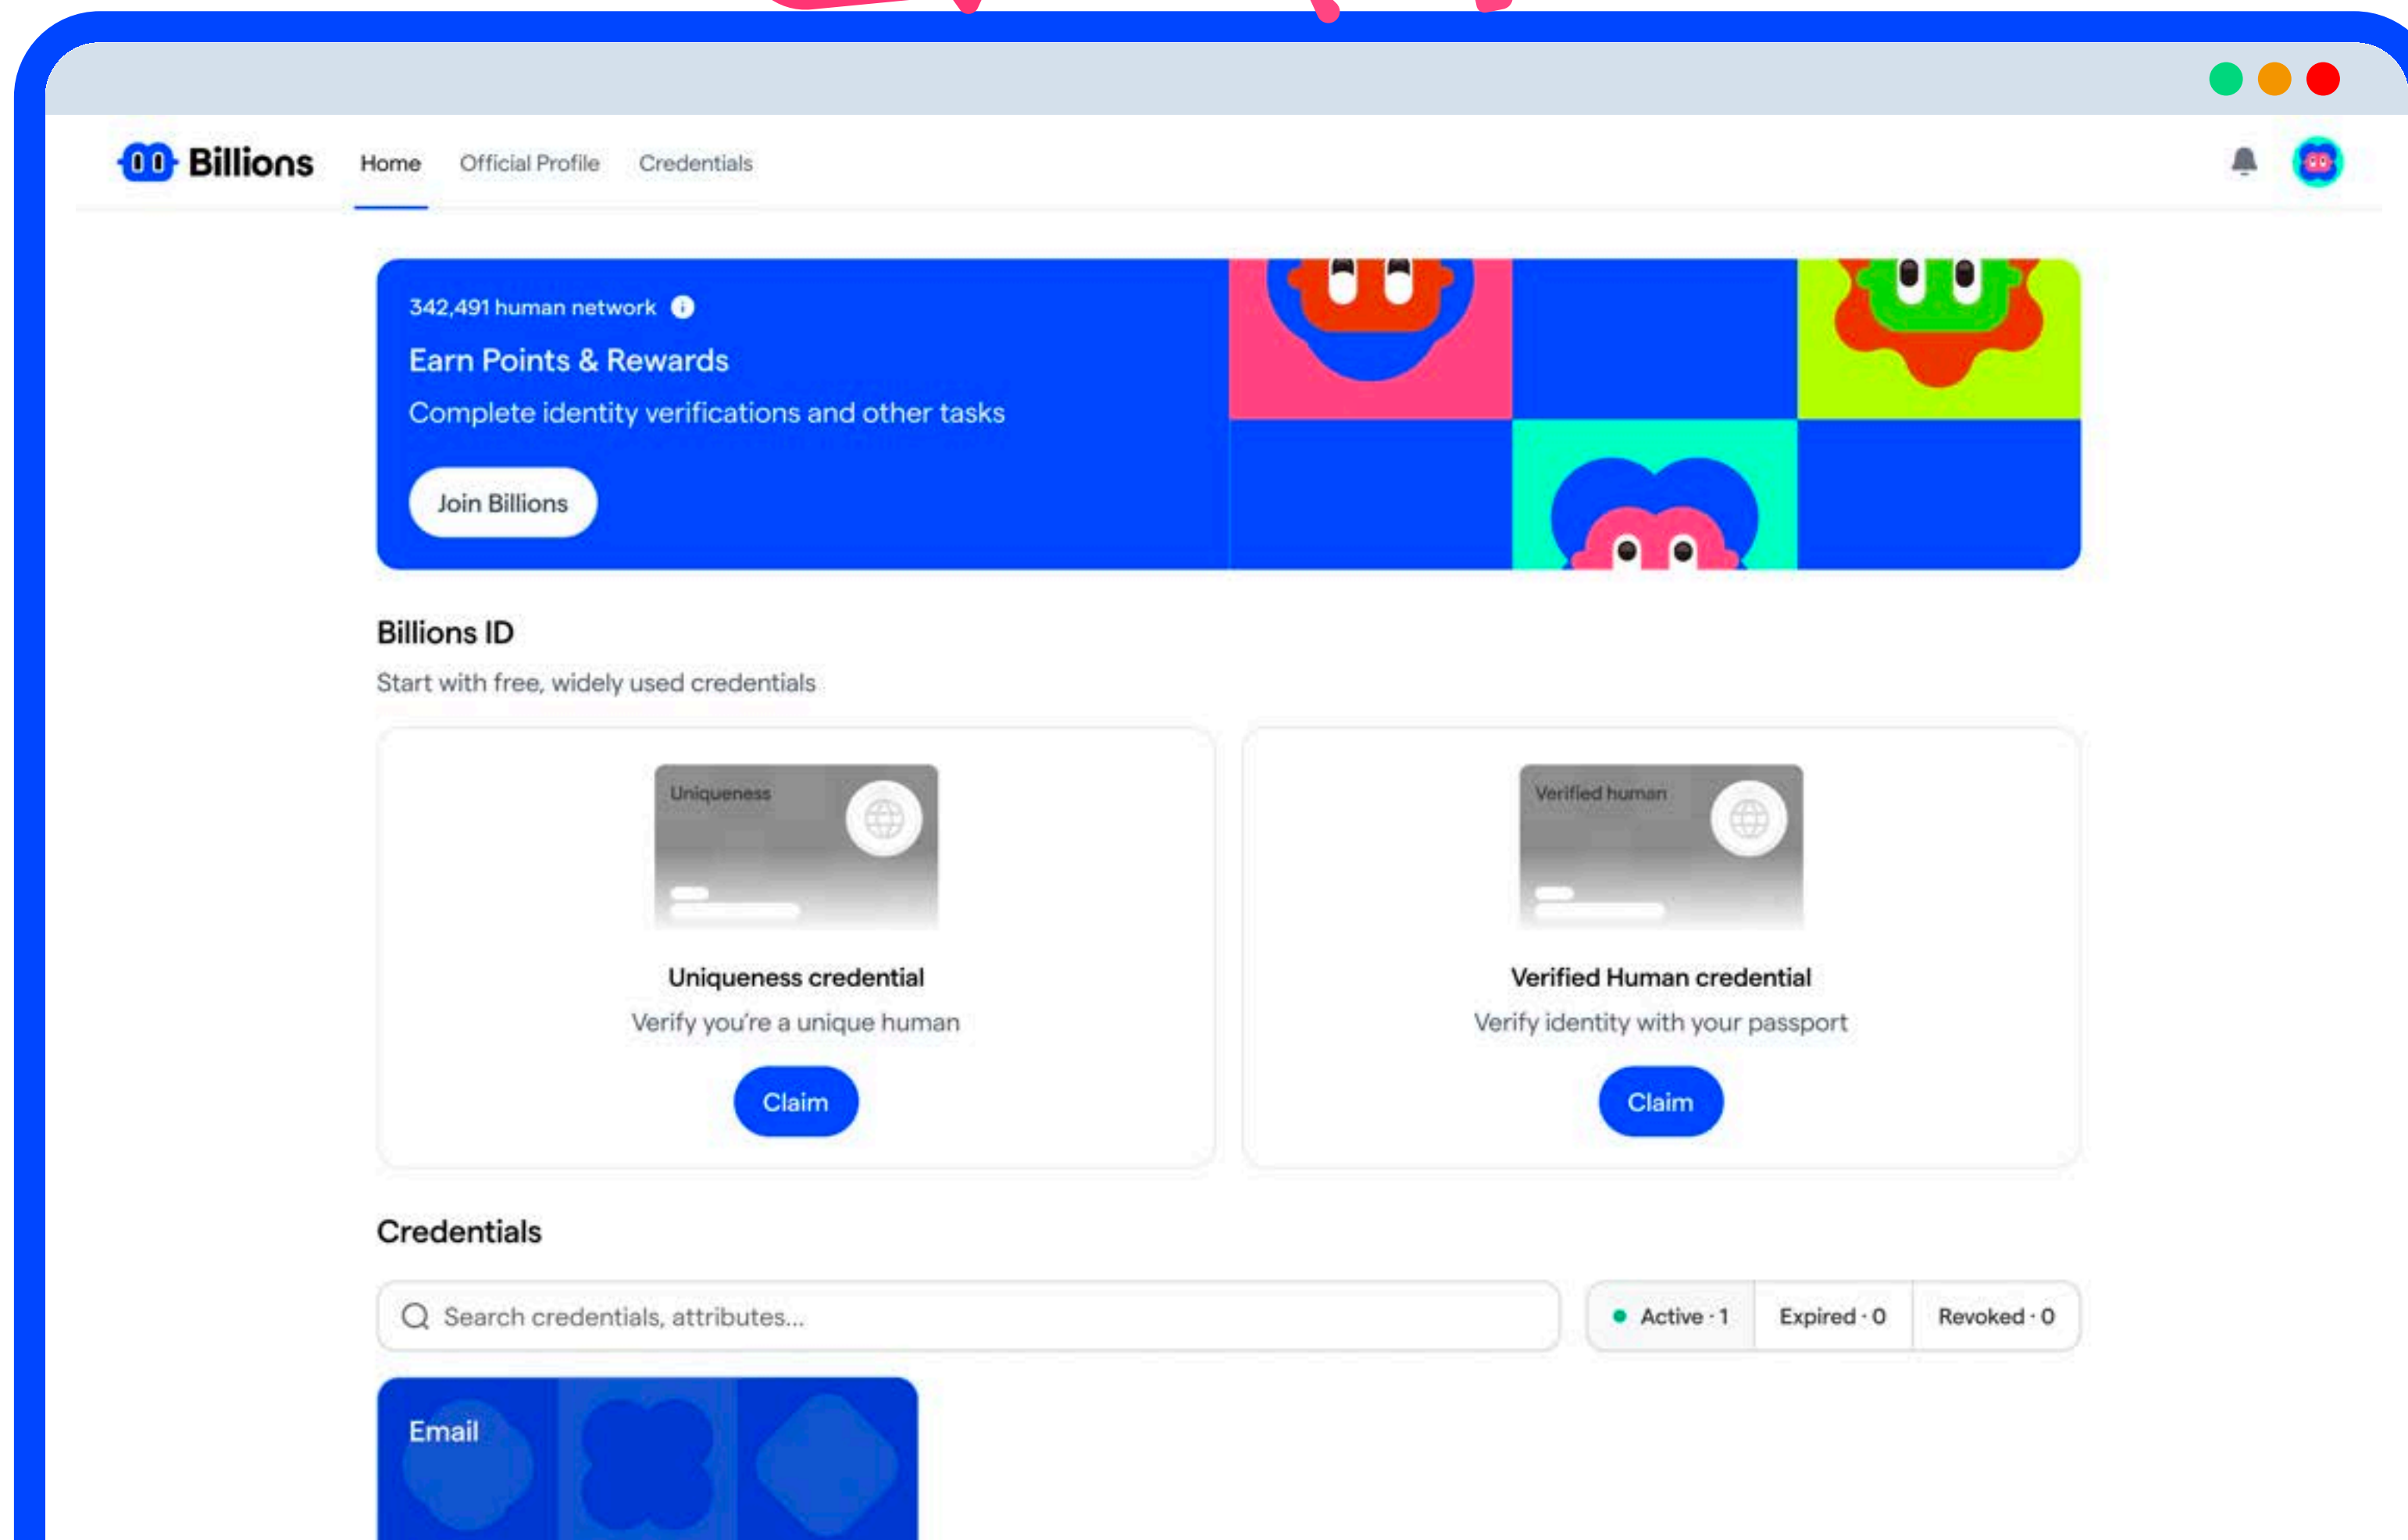 Billions
Home
Official Profile
Credentials
342,491 human network
Earn Points & Rewards
Complete identity verifications and other tasks
Join Billions
Billions ID
Start with free, widely used credentials
Uniqueness
Verified human
Uniqueness credential
Verified Human credential
Verify you're a unique human
Verify identity with your passport
Claim
Claim
Credentials
Search credentials, attributes...
Active · 1
Expired · 0
Revoked · 0
Email